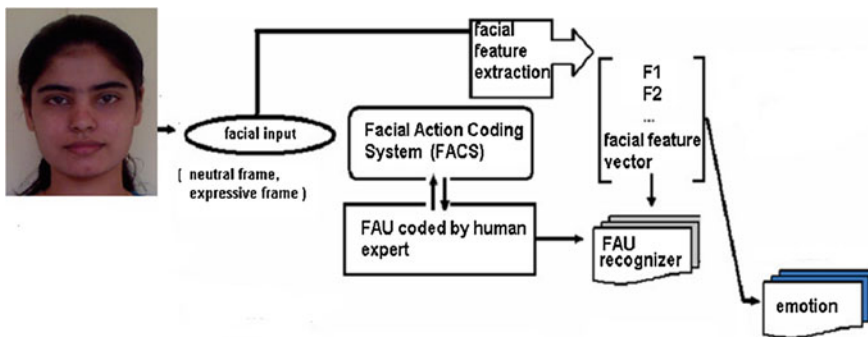 facial
feature
extraction
F1
F2
...
facial feature
vector
facial input
( neutral frame,
expressive frame )
Facial Action Coding
System (FACS)
FAU coded by human
expert
FAU
recognizer
emotion